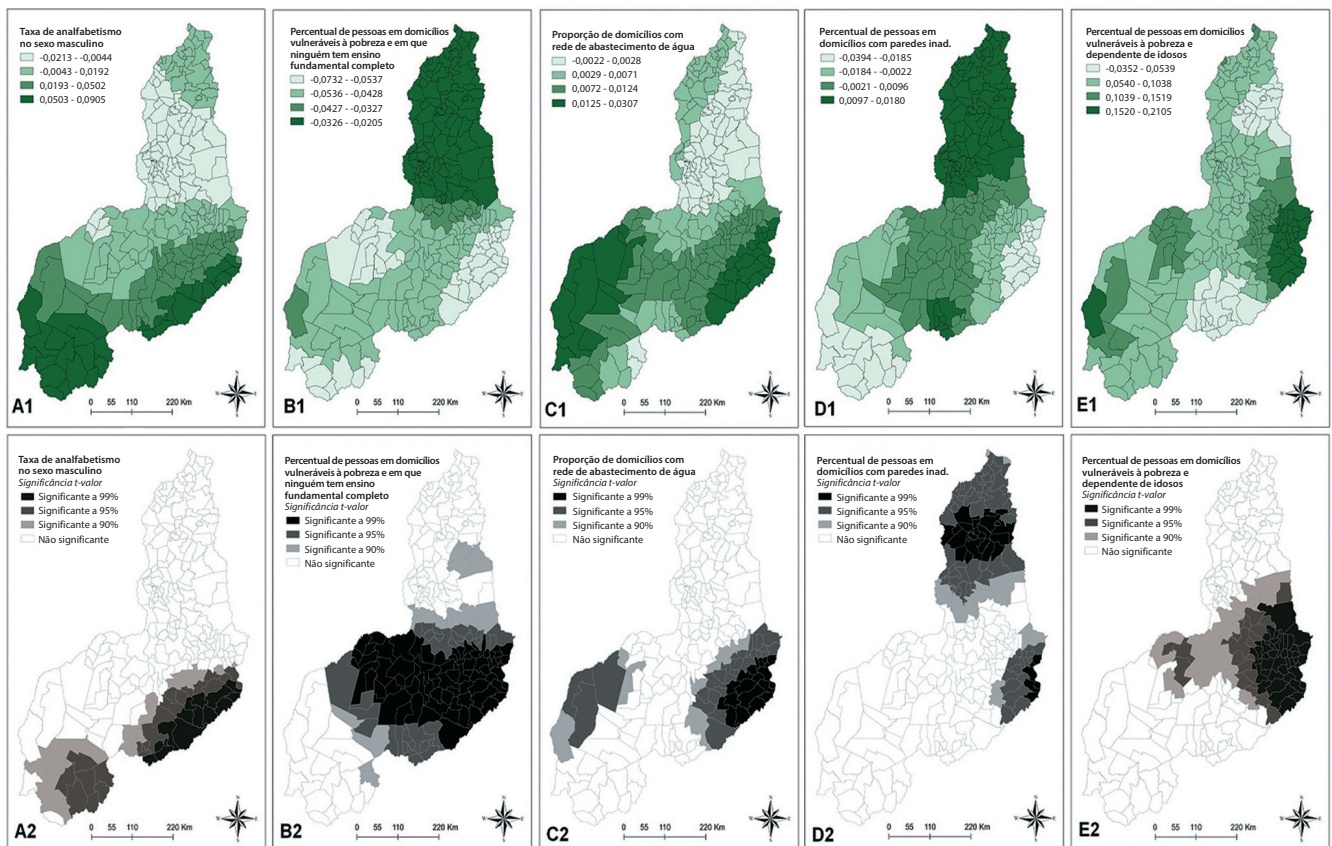 Taxa de analfabetismo
no sexo masculino
-0,0213 - -0,0044
-0,0043 - 0,0192
0,0193 - 0,0502
0,0503 - 0,0905
N
W
E
S
A1
0 55 110 220 Km
Percentual de pessoas em domicílios
vulneráveis à pobreza e em que
ninguém tem ensino
fundamental completo
-0,0732 - -0,0537
-0,0536 - -0,0428
-0,0427 - -0,0327
-0,0326 - -0,0205
N
W
E
S
B1
0 55 110 220 Km
Proporção de domicílios com
rede de abastecimento de água
-0,0022 - 0,0028
0,0029 - 0,0071
0,0072 - 0,0124
0,0125 - 0,0307
N
W
E
S
C1
0 55 110 220 Km
Percentual de pessoas em
domicílios com paredes inad.
-0,0394 - -0,0185
-0,0184 - -0,0022
-0,0021 - 0,0096
0,0097 - 0,0180
N
W
E
S
D1
0 55 110 220 Km
Percentual de pessoas em domicílios
vulneráveis à pobreza e
dependente de idosos
-0,0352 - 0,0539
0,0540 - 0,1038
0,1039 - 0,1519
0,1520 - 0,2105
N
W
E
S
E1
0 55 110 220 Km
Taxa de analfabetismo
no sexo masculino
Significância t-valor
Significante a 99%
Significante a 95%
Significante a 90%
Não significante
N
W
E
S
A2
0 55 110 220 Km
Percentual de pessoas em domicílios
vulneráveis à pobreza e em que
ninguém tem ensino
fundamental completo
Significância t-valor
Significante a 99%
Significante a 95%
Significante a 90%
Não significante
N
W
E
S
B2
0 55 110 220 Km
Proporção de domicílios com
rede de abastecimento de água
Significância t-valor
Significante a 99%
Significante a 95%
Significante a 90%
Não significante
N
W
E
S
C2
0 55 110 220 Km
Percentual de pessoas em
domicílios com paredes inad.
Significância t-valor
Significante a 99%
Significante a 95%
Significante a 90%
Não significante
N
W
E
S
D2
0 55 110 220 Km
Percentual de pessoas em domicílios
vulneráveis à pobreza e
dependente de idosos
Significância t-valor
Significante a 99%
Significante a 95%
Significante a 90%
Não significante
N
W
E
S
E2
0 55 110 220 Km